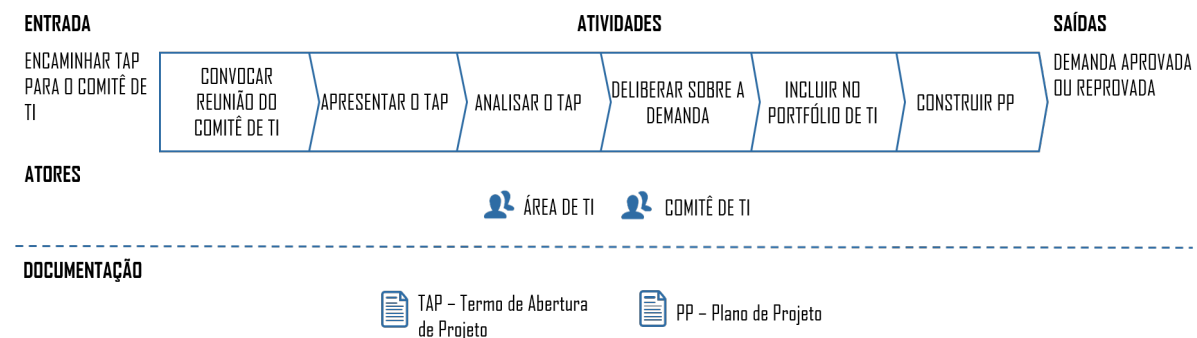 ENTRADA
ATIVIDADES
SAÍDAS
ENCAMINHAR TAP
PARA O COMITÊ DE
TI
CONVOCAR
REUNIÃO DO
COMITÊ DE TI
APRESENTAR O TAP
ANALISAR O TAP
DELIBERAR SOBRE A
DEMANDA
INCLUIR NO
PORTFÓLIO DE TI
CONSTRUIR PP
DEMANDA APROVADA
OU REPROVADA
ATORES
ÁREA DE TI
COMITÊ DE TI
DOCUMENTAÇÃO
TAP – Termo de Abertura
de Projeto
PP – Plano de Projeto